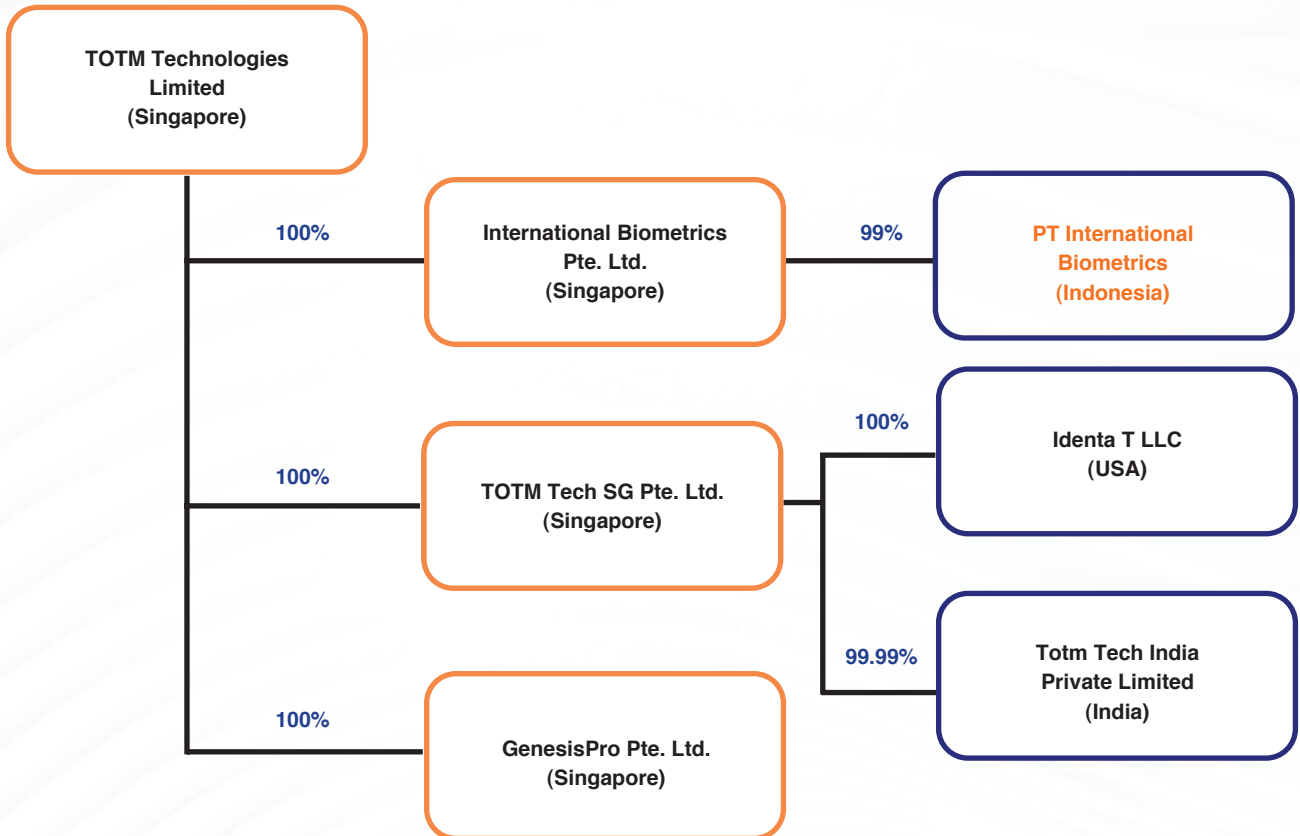 TOTM Technologies
Limited
(Singapore)
100%
International Biometrics
Pte. Ltd.
(Singapore)
99%
PT International
Biometrics
(Indonesia)
100%
TOTM Tech SG Pte. Ltd.
(Singapore)
100%
Identa T LLC
(USA)
99.99%
Totm Tech India
Private Limited
(India)
100%
GenesisPro Pte. Ltd.
(Singapore)